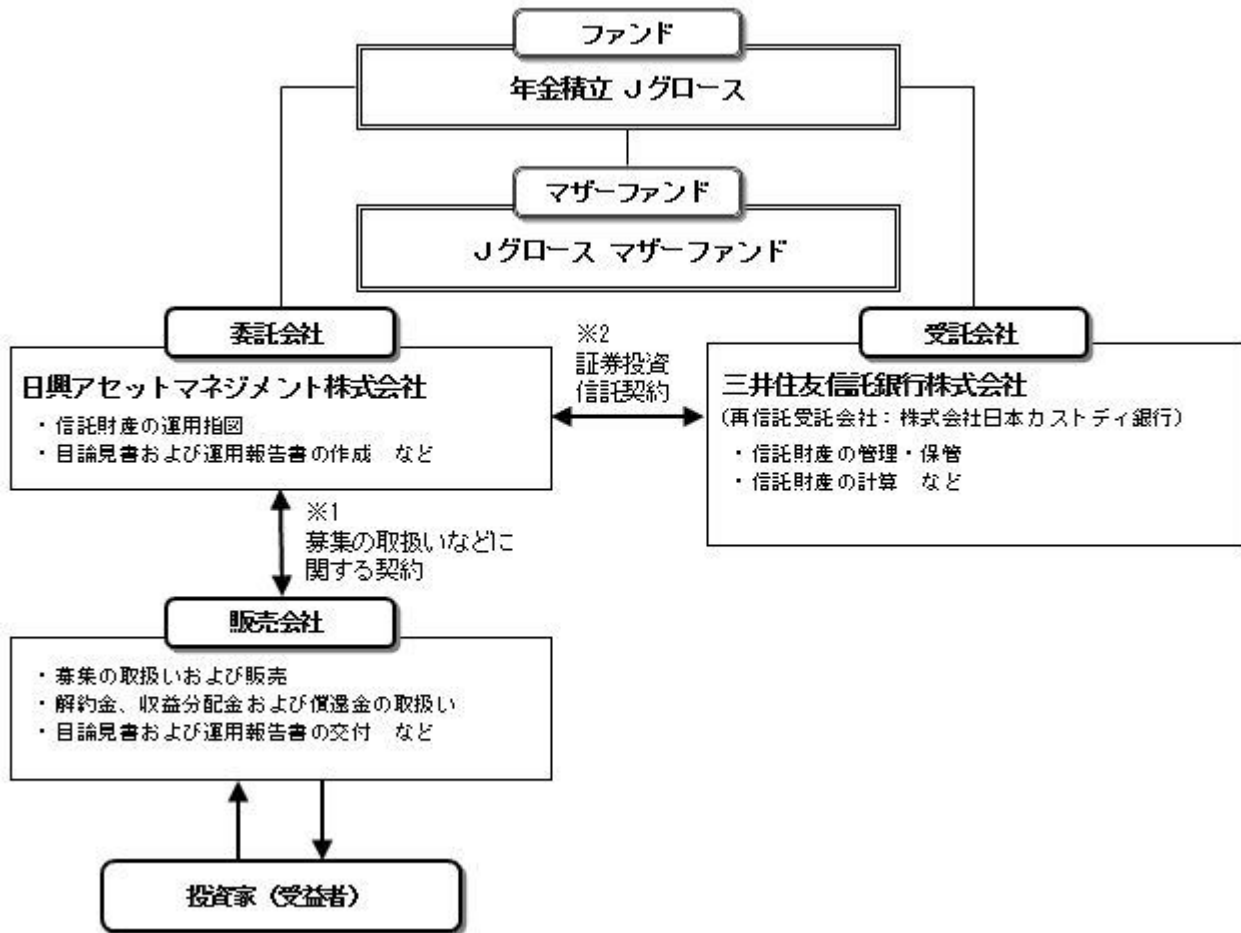 ファンド
年金積立 Jグロース
マザーファンド
Jグロース マザーファンド
委託会社
日興アセットマネジメント株式会社
・信託財産の運用指図
・目論見書および運用報告書の作成 など
※2
証券投資
信託契約
受託会社
三井住友信託銀行株式会社
(再信託受託会社:株式会社日本カストディ銀行)
・信託財産の管理・保管
・信託財産の計算 など
※1
募集の取扱いなどに
関する契約
販売会社
・募集の取扱いおよび販売
・解約金、収益分配金および償還金の取扱い
・目論見書および運用報告書の交付 など
投資家(受益者)